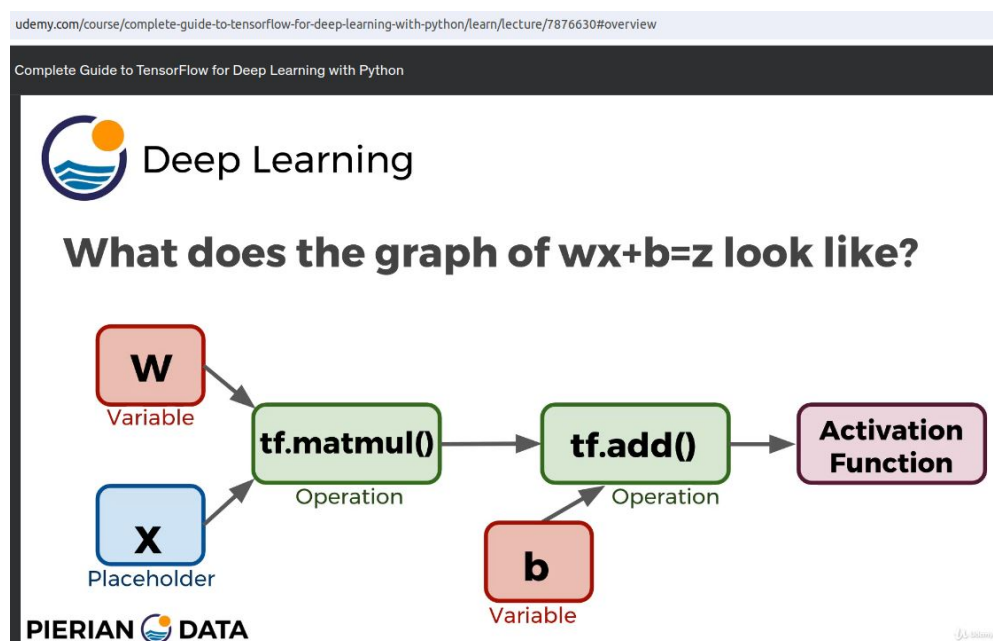 udemy.com/course/complete-guide-to-tensorflow-for-deep-learning-with-python/learn/lecture/7876630#overview
Complete Guide to TensorFlow for Deep Learning with Python
Deep Learning
What does the graph of wx+b=z look like?
W
Variable
tf.matmul()
Operation
tf.add()
Operation
Activation
Function
X
Placeholder
b
Variable
PIERIAN DATA
Udemy